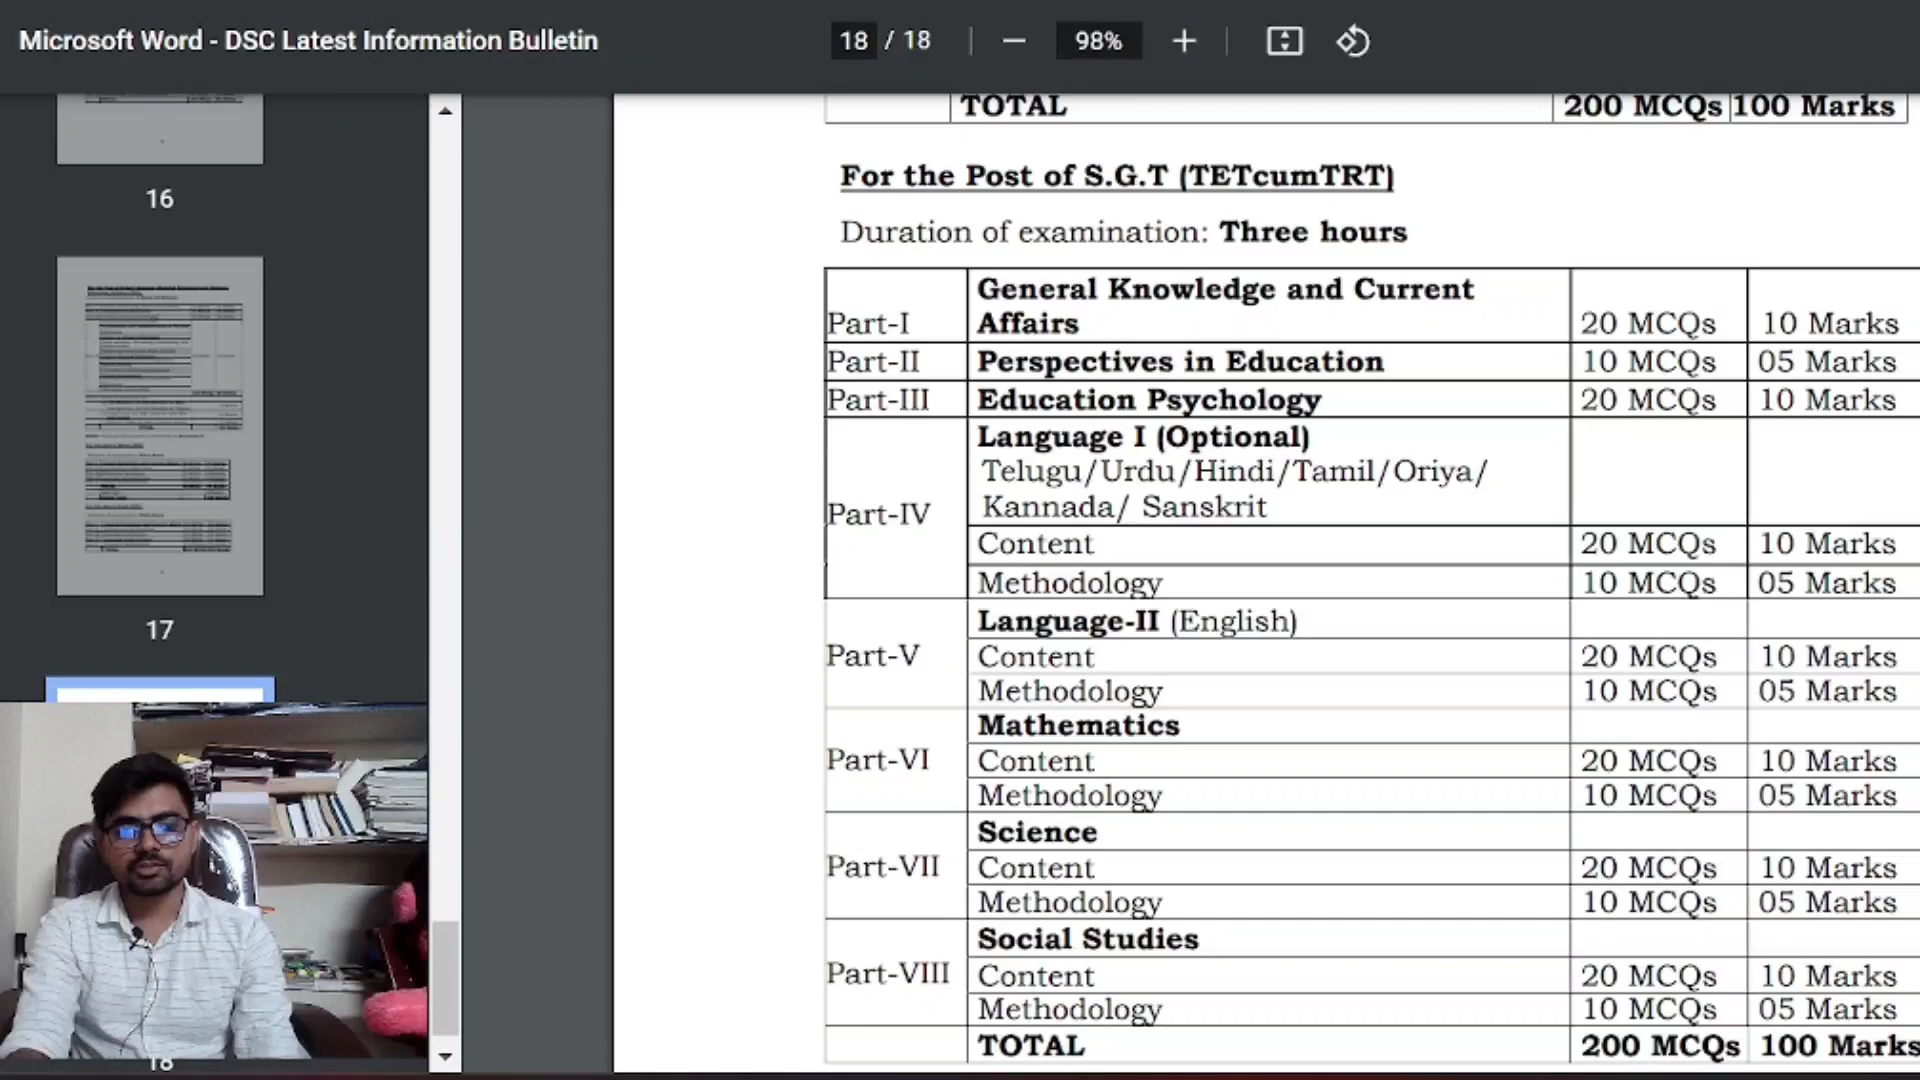 Microsoft Word - DSC Latest Information Bulletin
18 / 18
98%
16
17
18
TOTAL 200 MCQs 100 Marks
For the Post of S.G.T (TETcumTRT)
Duration of examination: Three hours
General Knowledge and Current
Part-I Affairs 20 MCQs 10 Marks
Part-II Perspectives in Education 10 MCQs 05 Marks
Part-III Education Psychology 20 MCQs 10 Marks
Language I (Optional)
Telugu/Urdu/Hindi/Tamil/Oriya/
Part-IV Kannada/ Sanskrit
Content 20 MCQs 10 Marks
Methodology 10 MCQs 05 Marks
Language-II (English)
Part-V Content 20 MCQs 10 Marks
Methodology 10 MCQs 05 Marks
Mathematics
Part-VI Content 20 MCQs 10 Marks
Methodology 10 MCQs 05 Marks
Science
Part-VII Content 20 MCQs 10 Marks
Methodology 10 MCQs 05 Marks
Social Studies
Part-VIII Content 20 MCQs 10 Marks
Methodology 10 MCQs 05 Marks
TOTAL 200 MCQs 100 Marks